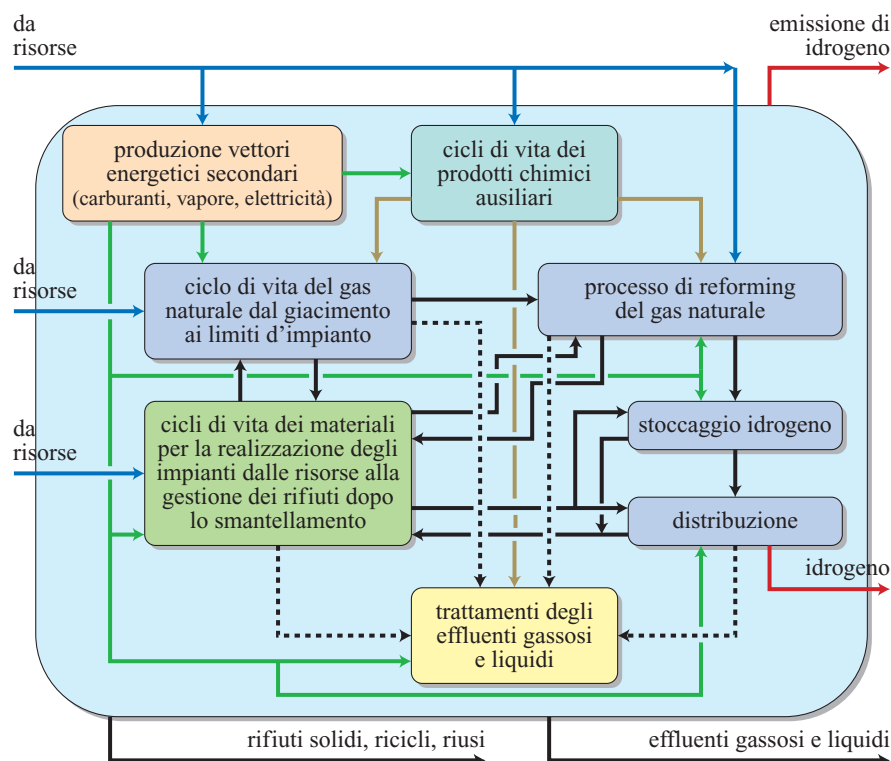 da
risorse
emissione di
idrogeno
produzione vettori
energetici secondari
(carburanti, vapore, elettricità)
cicli di vita dei
prodotti chimici
ausiliari
da
risorse
ciclo di vita del gas
naturale dal giacimento
ai limiti d'impianto
processo di reforming
del gas naturale
da
risorse
cicli di vita dei materiali
per la realizzazione degli
impianti dalle risorse alla
gestione dei rifiuti dopo
lo smantellamento
stoccaggio idrogeno
distribuzione
idrogeno
trattamenti degli
effluenti gassosi
e liquidi
rifiuti solidi, ricicli, riusi
effluenti gassosi e liquidi